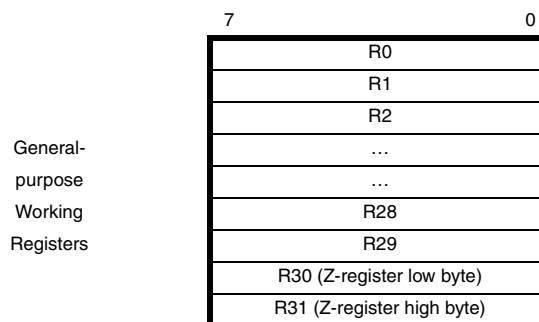 7 0
R0
R1
R2
General- …
purpose …
Working R28
Registers R29
R30 (Z-register low byte)
R31 (Z-register high byte)